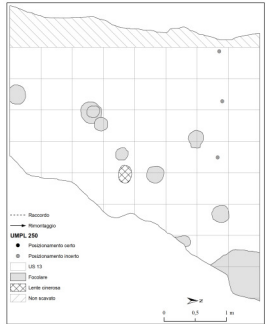 Raccordo
Rimontaggio
UMPL 250
Posizionamento certo
Posizionamento incerto
US 13
Focolare
Lente cinerosa
Non scavato
Z
0 0,5 1 m